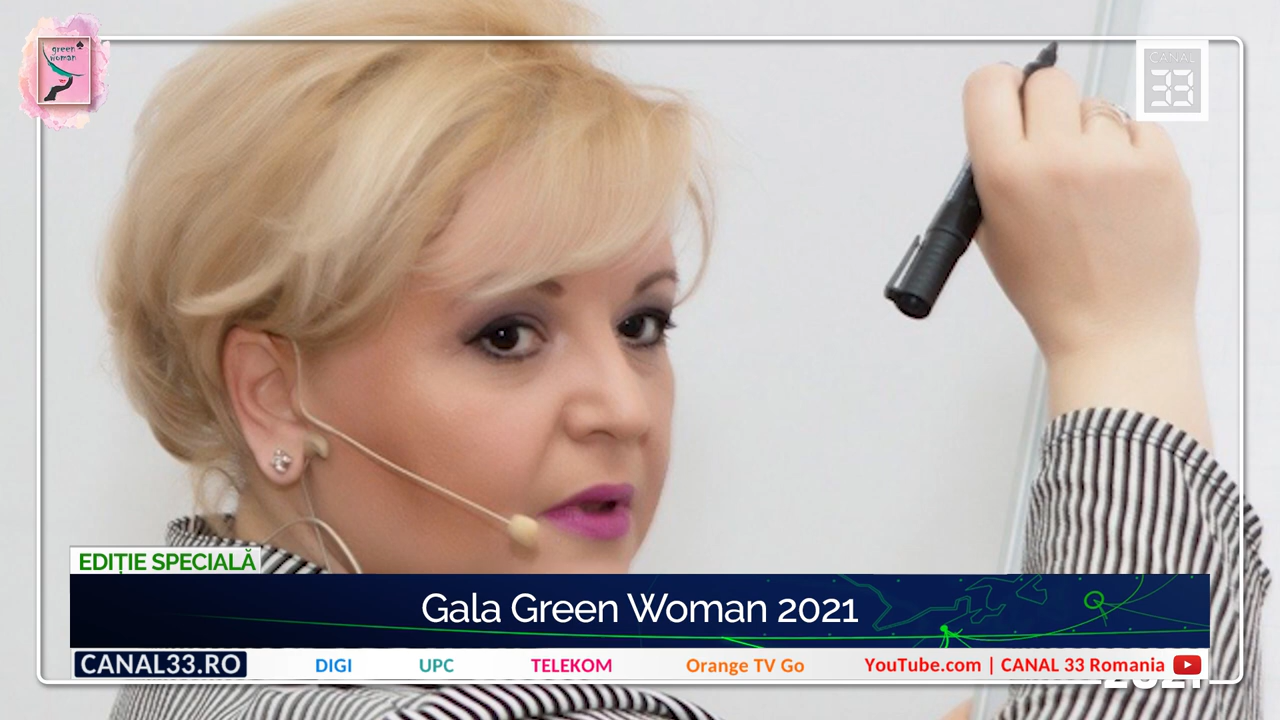 green
woman
CANAL
33
EDIȚIE SPECIALĂ
Gala Green Woman 2021
CANAL33.RO DIGI UPC TELEKOM Orange TV Go YouTube.com | CANAL 33 Romania
2021